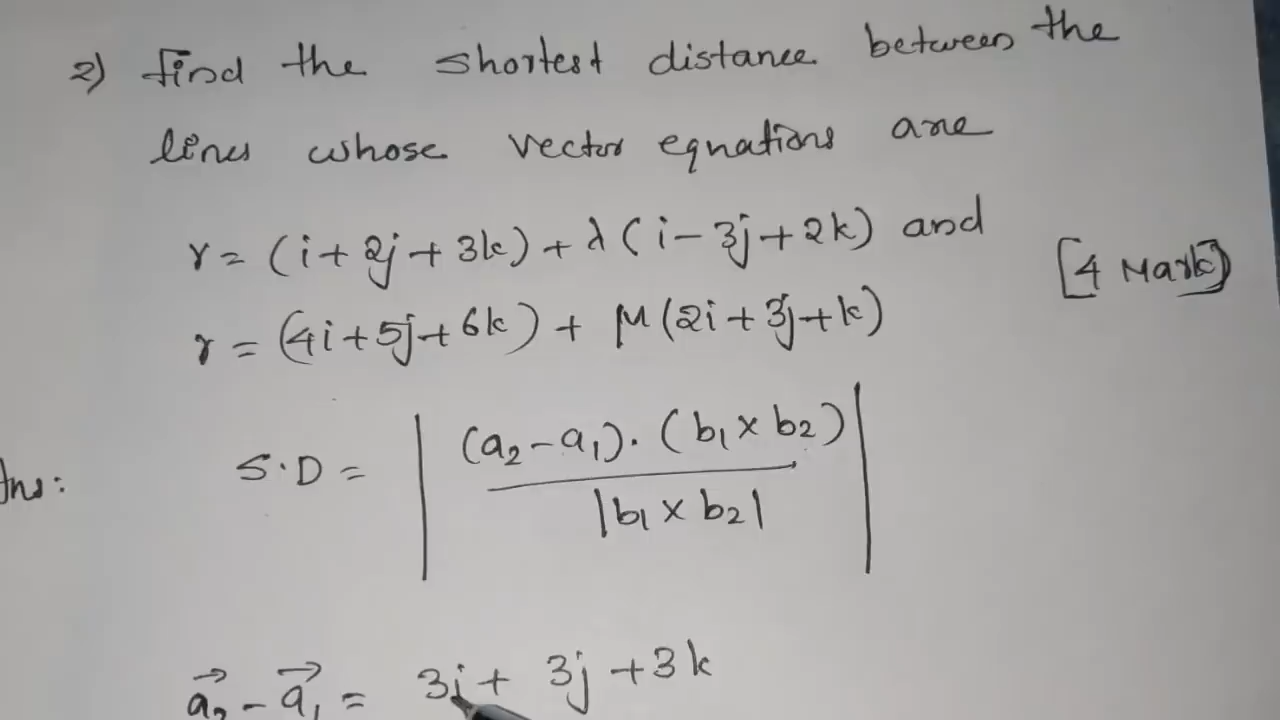 2) Find the shortest distance between the
lines whose vector equations are
r = (i + 2j + 3k) + λ(i - 3j + 2k) and
[4 Mark]
r = (4i + 5j + 6k) + μ(2i + 3j + k)
Ans: S.D = | (a₂ - a₁) . (b₁ × b₂) |
|b₁ × b₂|
a₂ - a₁ = 3i + 3j + 3k